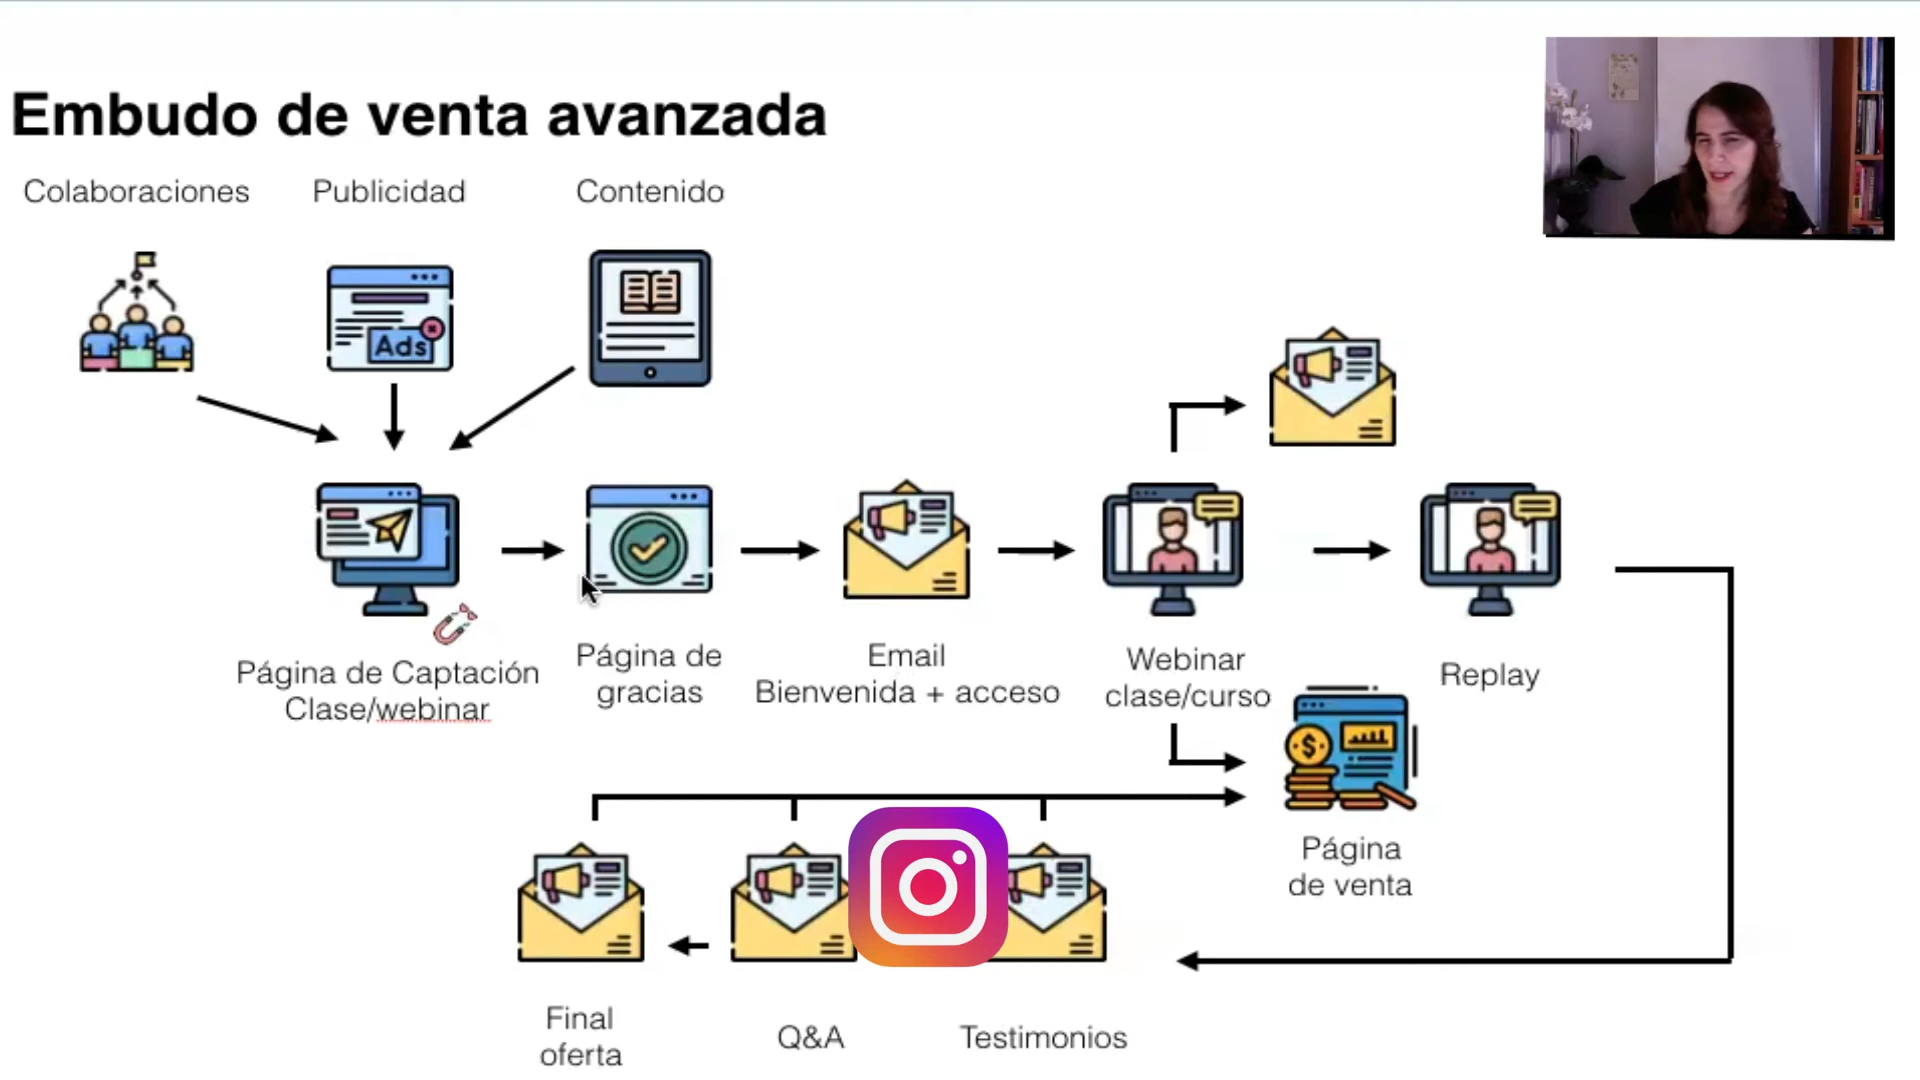 Embudo de venta avanzada
Colaboraciones
Publicidad
Contenido
Ads
Página de Captación
Clase/webinar
Página de
gracias
Email
Bienvenida + acceso
Webinar
clase/curso
Replay
$
Página
de venta
Final
oferta
Q&A
Testimonios